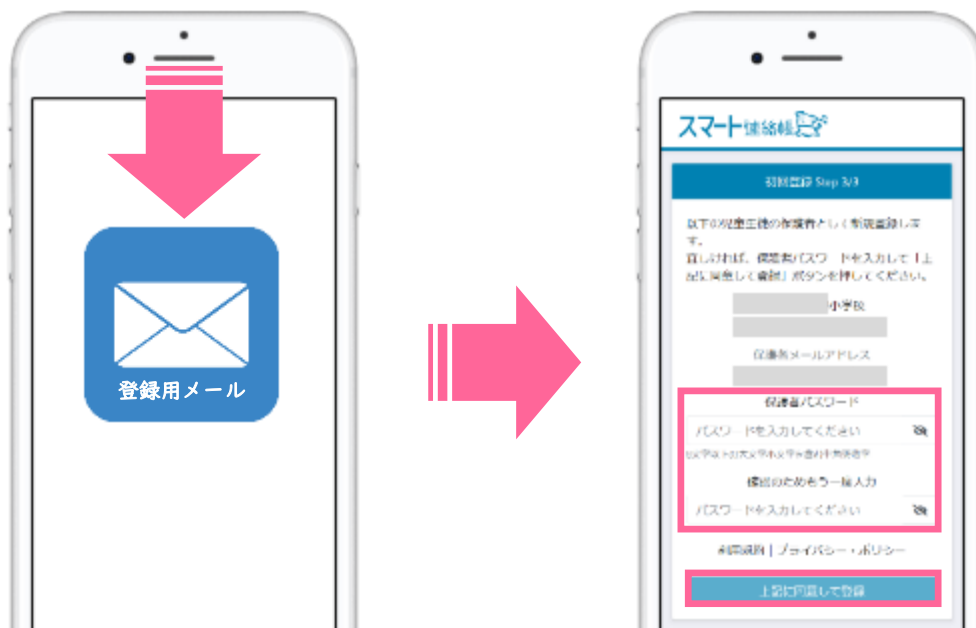 登録用メール
スマート連絡帳
初回登録 Step 3/3
以下の児童生徒の保護者として新規登録しま
す。
宜しければ、保護者パスワードを入力して「上
記に同意して登録」ボタンを押してください。
小学校
保護者メールアドレス
保護者パスワード
パスワードを入力してください
確認のためもう一度入力
パスワードを入力してください
利用規約 | プライバシー・ポリシー
上記に同意して登録